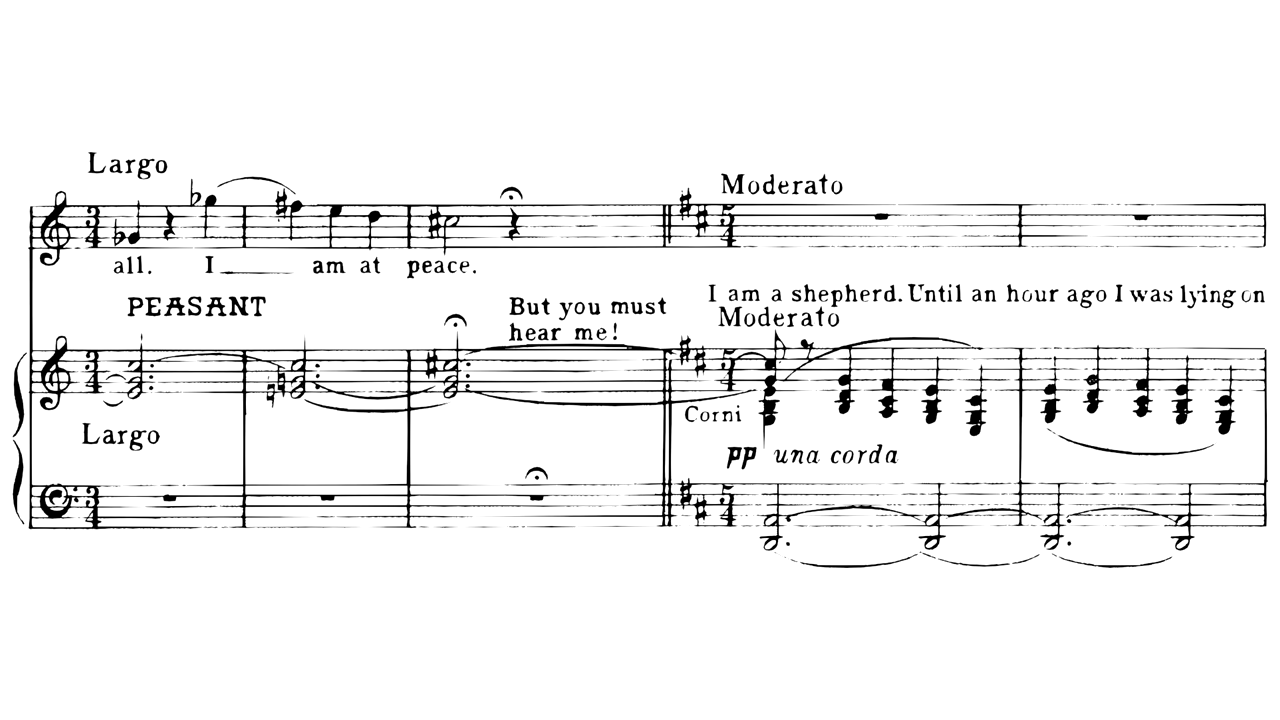 Largo
Moderato
all. I am at peace.
PEASANT
But you must
hear me!
I am a shepherd. Until an hour ago I was lying on
Moderato
Largo
Corni
pp una corda